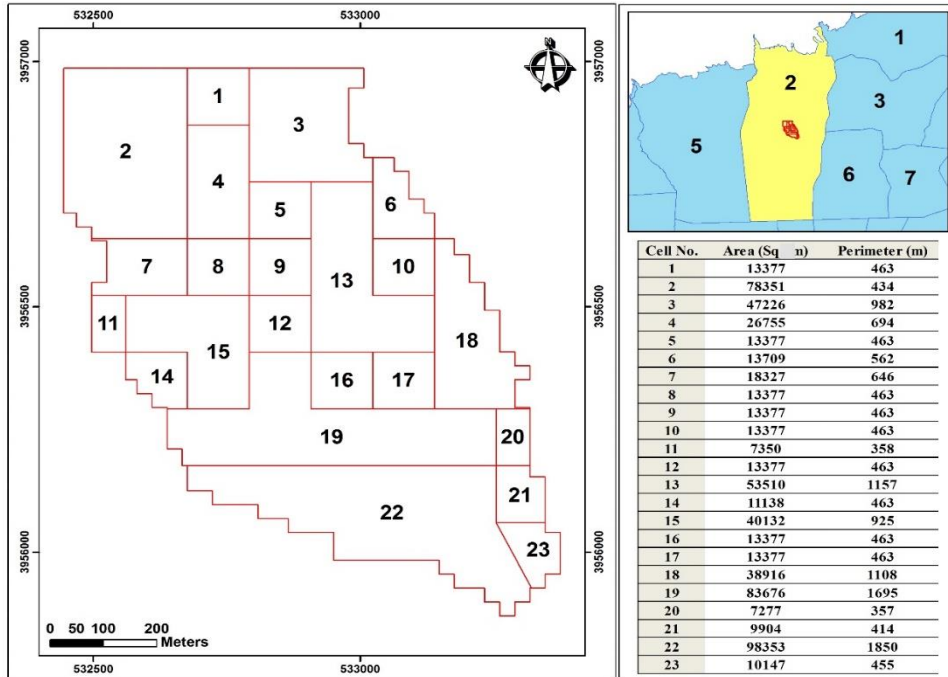 532500 533000
3957000
3956500
3956000
N
1
2
3
4
5
6
7
8
9
10
11
12
13
14
15
16
17
18
19
20
21
22
23
0 50 100 200
Meters
532500 533000
3957000
3956500
3956000
1
2
3
5
6
7
Cell No. Area (Sq m) Perimeter (m)
1 13377 463
2 78351 434
3 47226 982
4 26755 694
5 13377 463
6 13709 562
7 18327 646
8 13377 463
9 13377 463
10 13377 463
11 7350 358
12 13377 463
13 53510 1157
14 11138 463
15 40132 925
16 13377 463
17 13377 463
18 38916 1108
19 83676 1695
20 7277 357
21 9904 414
22 98353 1850
23 10147 455